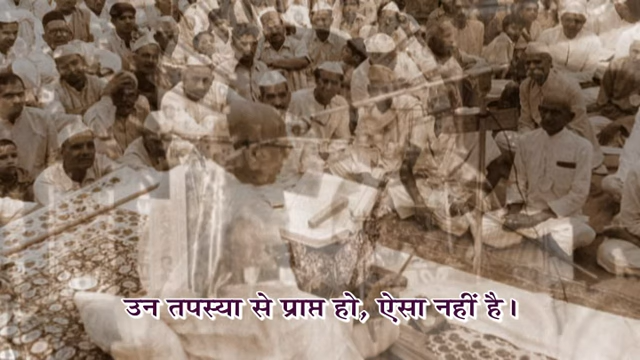 उन तपस्या से प्राप्त हो, ऐसा नहीं है।